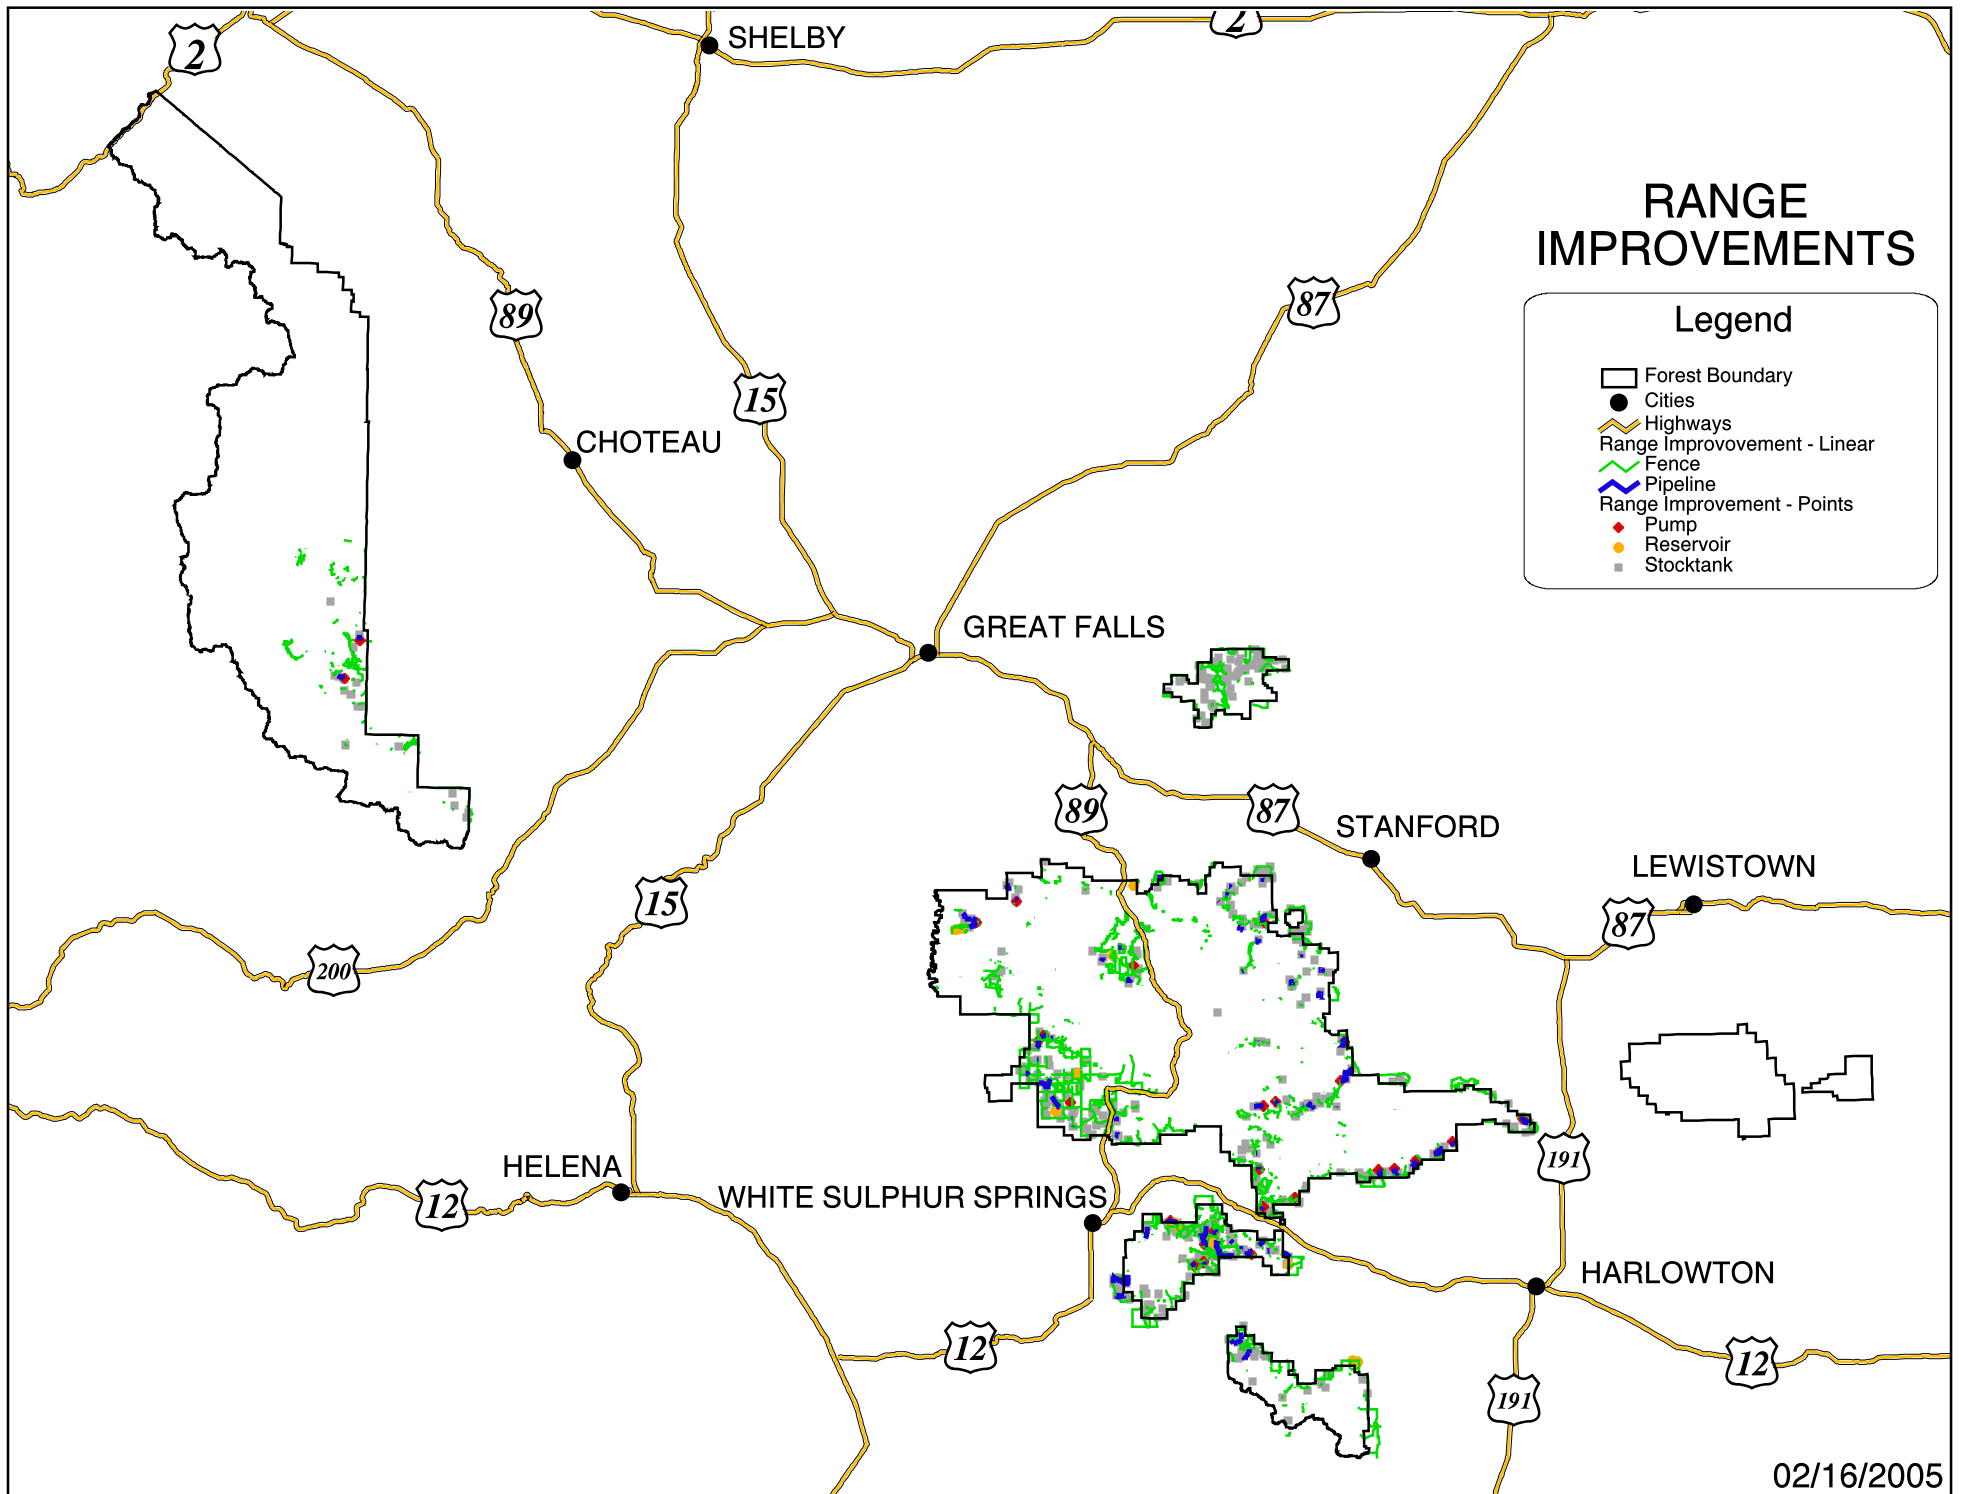 2
SHELBY
2
RANGE
IMPROVEMENTS
89
87
Legend
Forest Boundary
Cities
Highways
Range Improvovement - Linear
Fence
Pipeline
Range Improvement - Points
Pump
Reservoir
Stocktank
15
CHOTEAU
GREAT FALLS
89
87
STANFORD
LEWISTOWN
87
15
200
191
HELENA
12
WHITE SULPHUR SPRINGS
HARLOWTON
12
12
191
02/16/2005